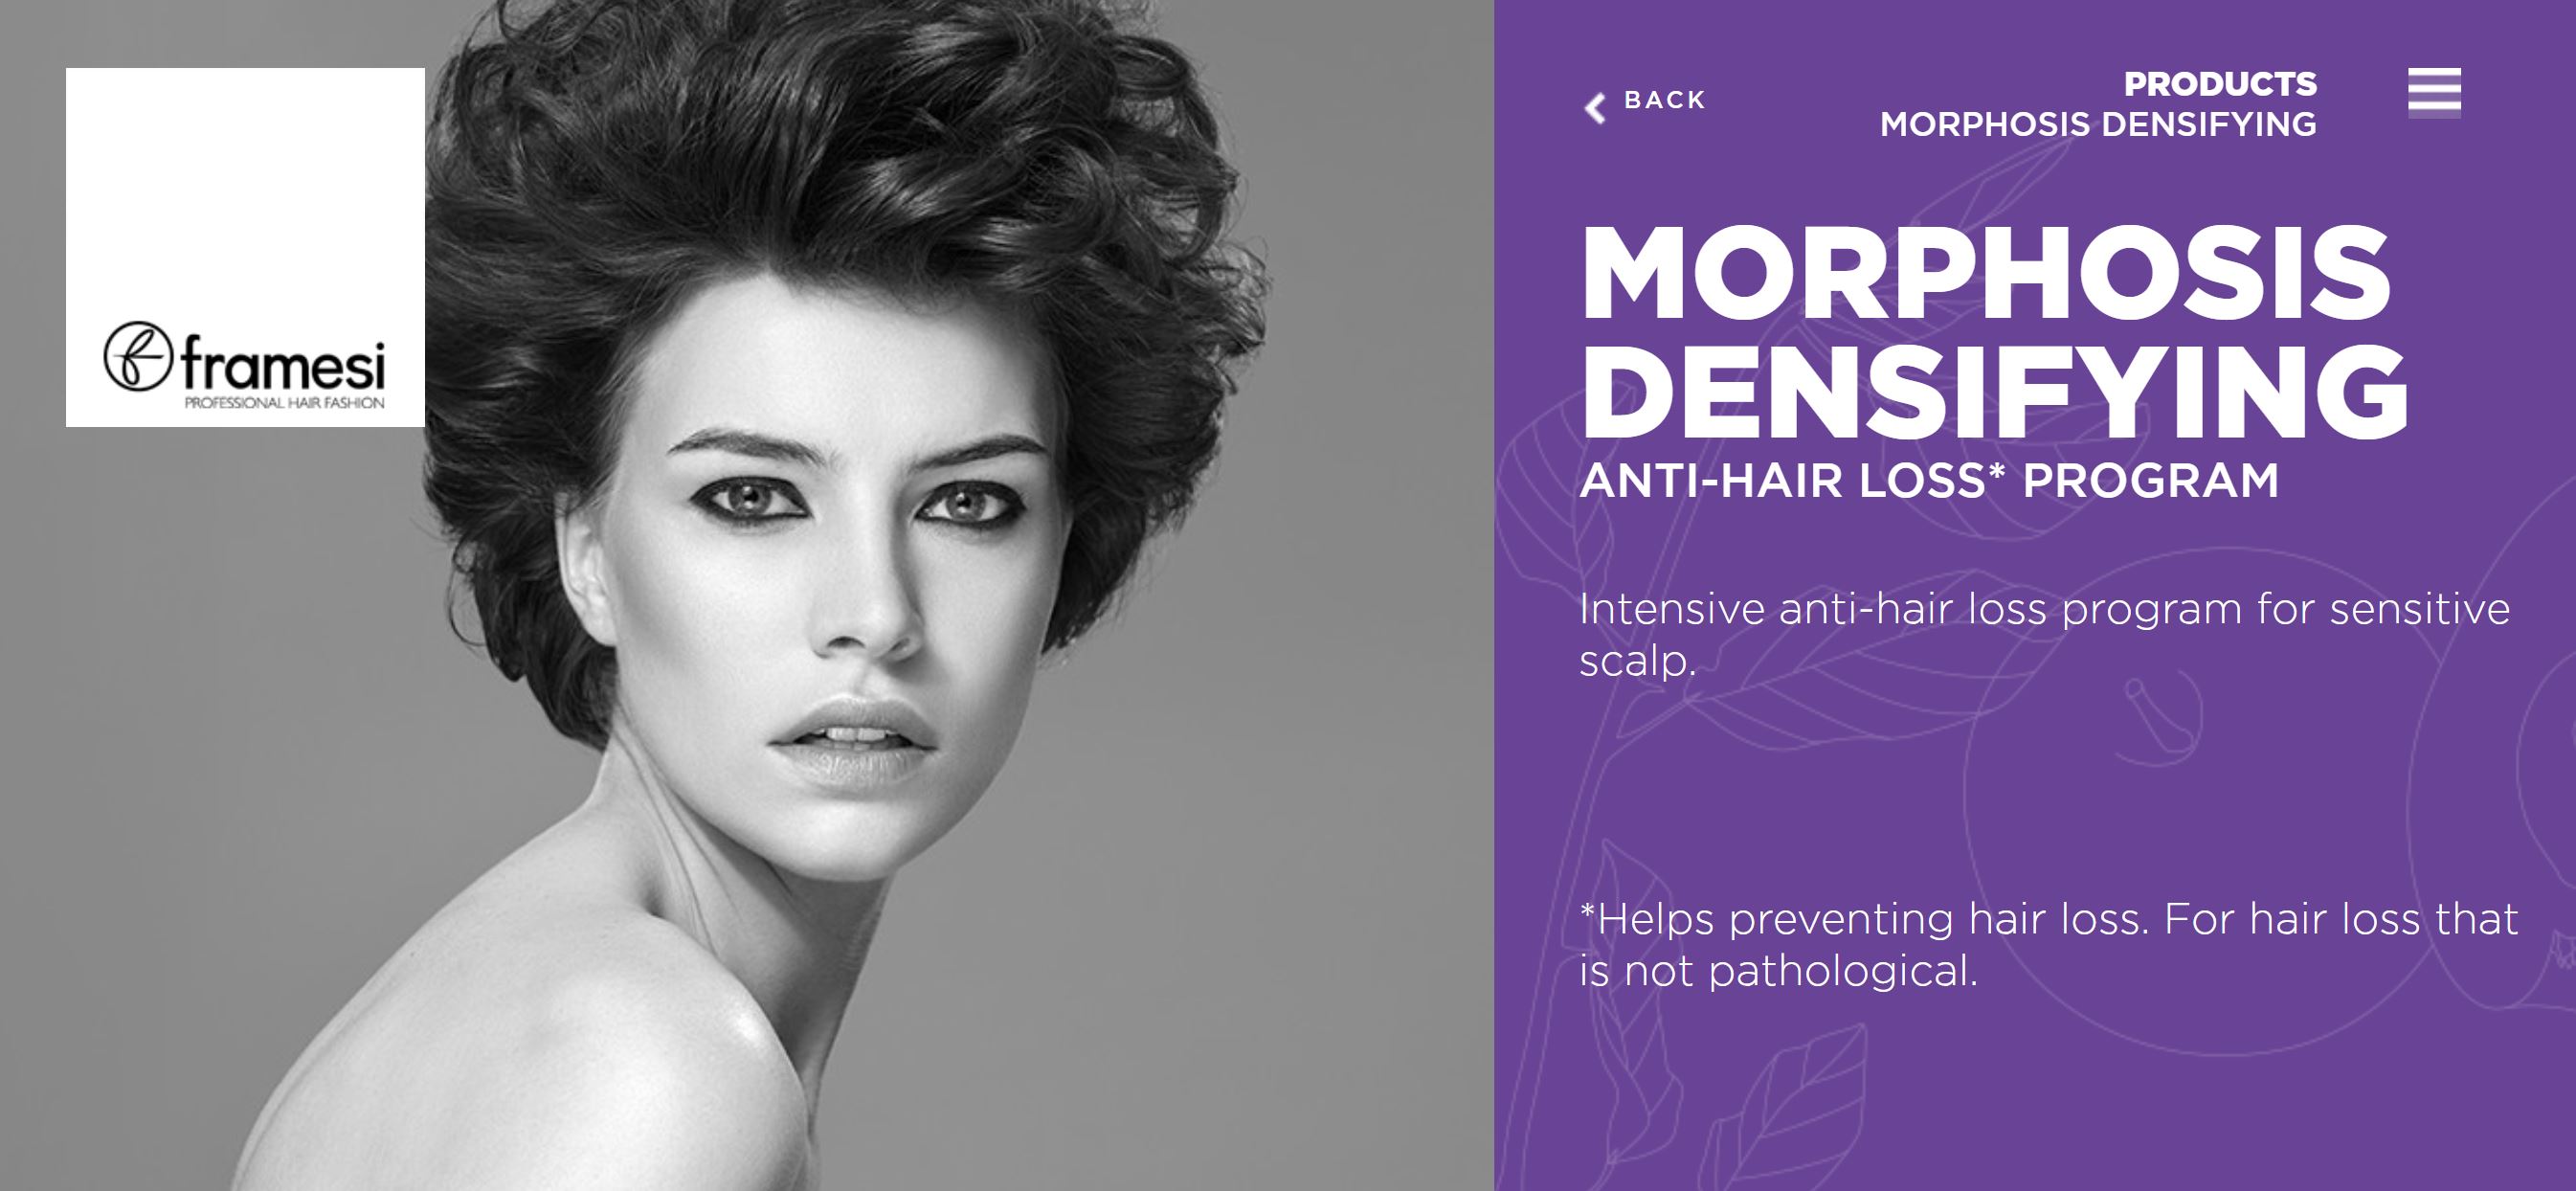 framesi
PROFESSIONAL HAIR FASHION
BACK
PRODUCTS
MORPHOSIS DENSIFYING
MORPHOSIS
DENSIFYING
ANTI-HAIR LOSS* PROGRAM
Intensive anti-hair loss program for sensitive
scalp.
*Helps preventing hair loss. For hair loss that
is not pathological.